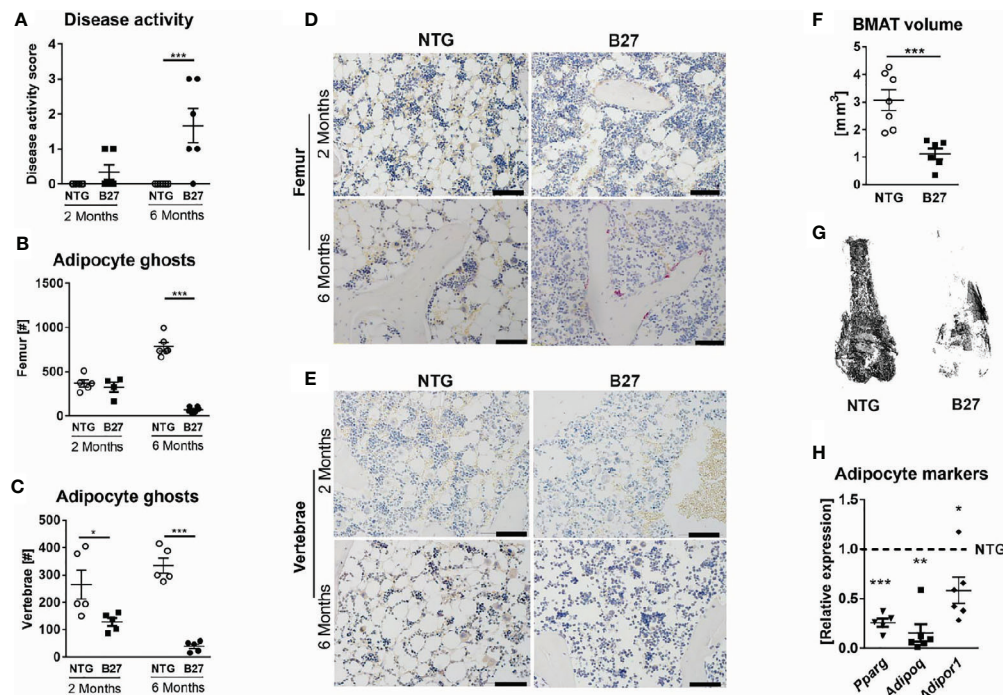 A
Disease activity
Disease activity score
4
3
2
1
0
***
NTG B27 NTG B27
2 Months 6 Months
B
Adipocyte ghosts
Femur [#]
1500
1000
500
0
***
NTG B27 NTG B27
2 Months 6 Months
C
Adipocyte ghosts
Vertebrae [#]
500
400
300
200
100
0
* ***
NTG B27 NTG B27
2 Months 6 Months
D
NTG B27
Femur
2 Months
6 Months
E
NTG B27
Vertebrae
2 Months
6 Months
F
BMAT volume
[mm³]
5
4
3
2
1
0
***
NTG B27
G
NTG B27
H
Adipocyte markers
[Relative expression]
1.5
1.0
0.5
0.0
*
NTG
**
***
Pparg Adipoq Adipor1